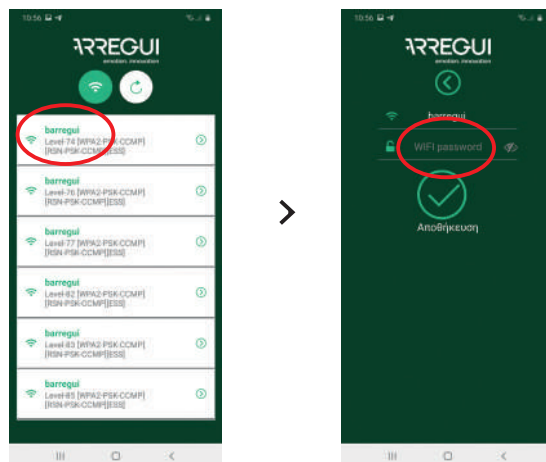 10:56
ARREGUI
emotion. innovation
barregui
Level-74 [WPA2-PSK-CCMP]
[RSN-PSK-CCMP][ESS]
barregui
Level-76 [WPA2-PSK-CCMP]
[RSN-PSK-CCMP][ESS]
barregui
Level-77 [WPA2-PSK-CCMP]
[RSN-PSK-CCMP][ESS]
barregui
Level-82 [WPA2-PSK-CCMP]
[RSN-PSK-CCMP][ESS]
barregui
Level-83 [WPA2-PSK-CCMP]
[RSN-PSK-CCMP][ESS]
barregui
Level-85 [WPA2-PSK-CCMP]
[RSN-PSK-CCMP][ESS]
10:56
ARREGUI
emotion. innovation
barregui
WIFI password
Αποθήκευση